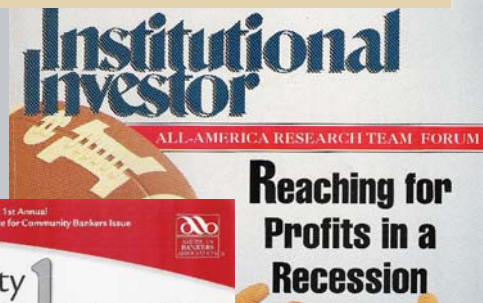 Institutional
Investor
ALL-AMERICA RESEARCH TEAM FORUM
Reaching for
Profits in a
Recession
1st Annual
e for Community Bankers Issue
ty